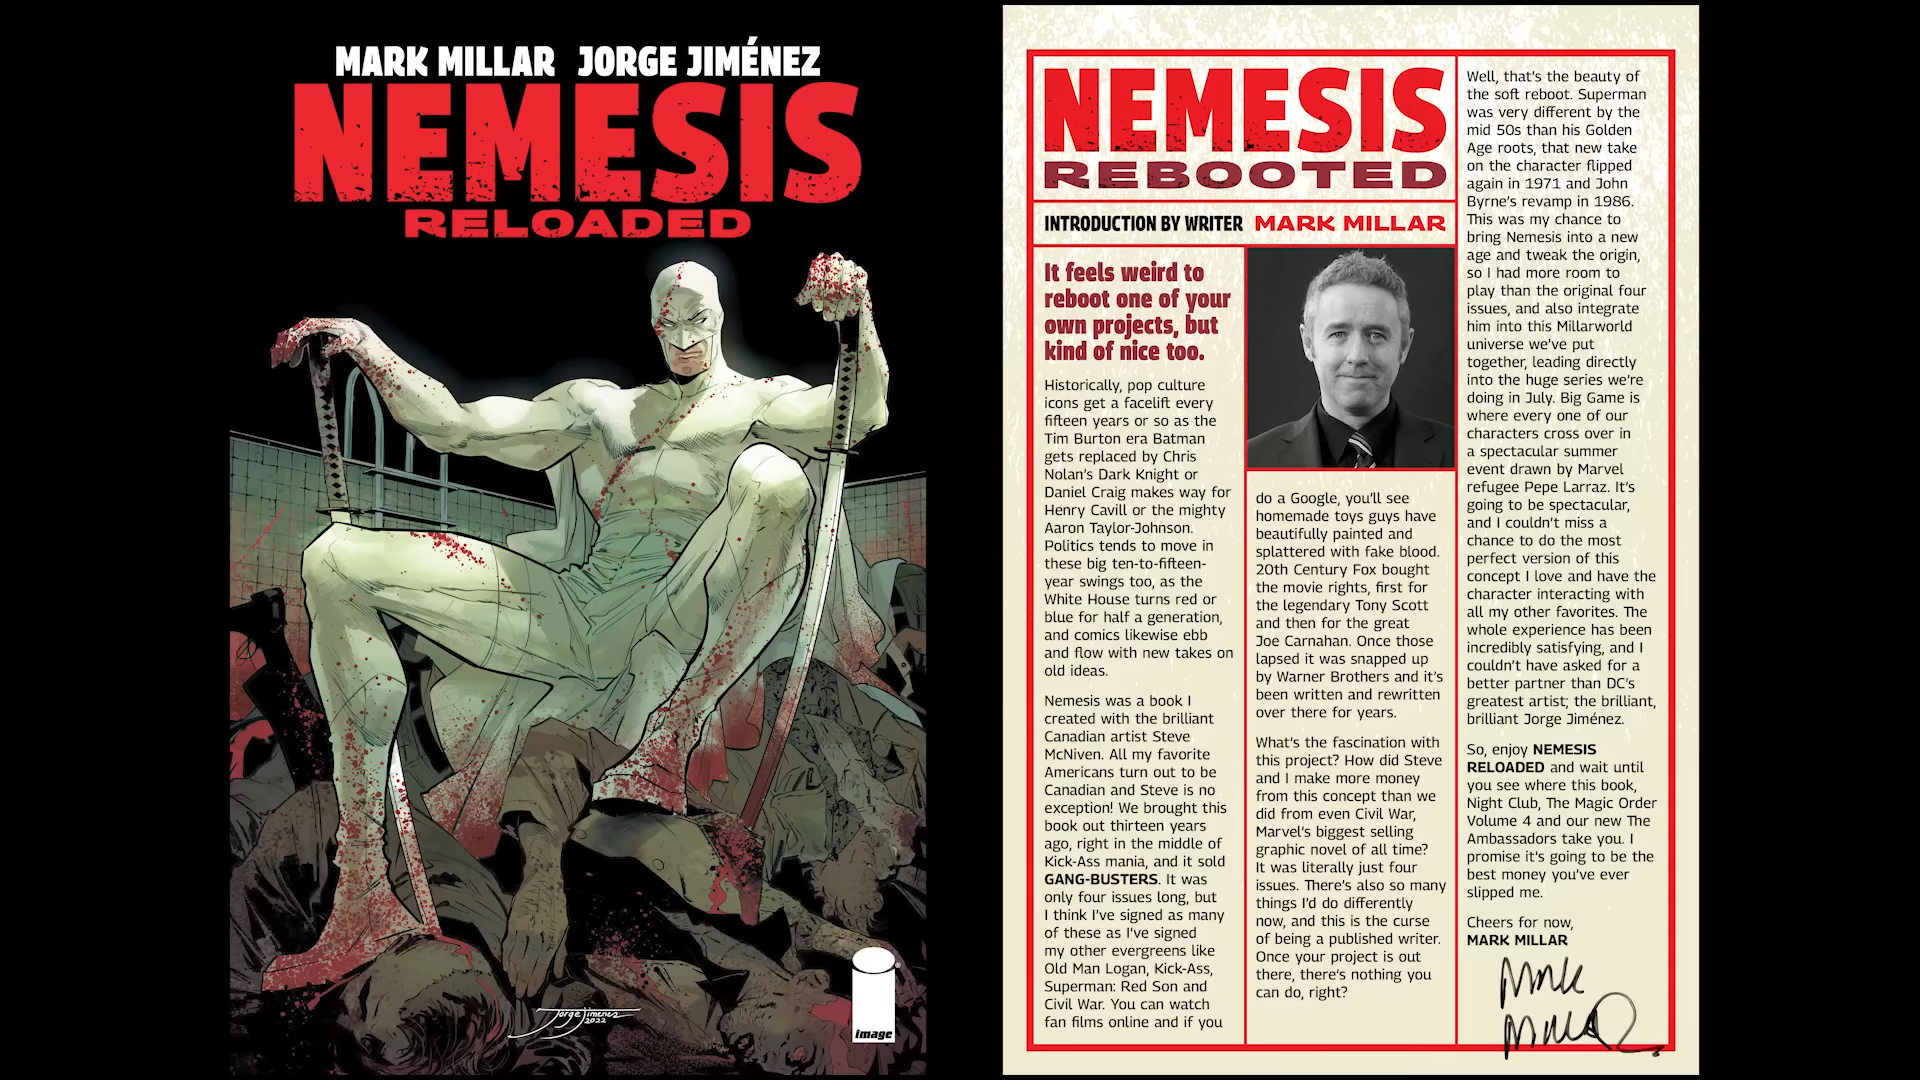 MARK MILLAR JORGE JIMÉNEZ
NEMESIS
RELOADED
Jorge Jimenez
2022
image
NEMESIS
REBOOTED
INTRODUCTION BY WRITER MARK MILLAR
It feels weird to
reboot one of your
own projects, but
kind of nice too.
Historically, pop culture
icons get a facelift every
fifteen years or so as the
Tim Burton era Batman
gets replaced by Chris
Nolan's Dark Knight or
Daniel Craig makes way for
Henry Cavill or the mighty
Aaron Taylor-Johnson.
Politics tends to move in
these big ten-to-fifteen-
year swings too, as the
White House turns red or
blue for half a generation,
and comics likewise ebb
and flow with new takes on
old ideas.
Nemesis was a book I
created with the brilliant
Canadian artist Steve
McNiven. All my favorite
Americans turn out to be
Canadian and Steve is no
exception! We brought this
book out thirteen years
ago, right in the middle of
Kick-Ass mania, and it sold
GANG-BUSTERS. It was
only four issues long, but
I think I've signed as many
of these as I've signed
my other evergreens like
Old Man Logan, Kick-Ass,
Superman: Red Son and
Civil War. You can watch
fan films online and if you
do a Google, you'll see
homemade toys guys have
beautifully painted and
splattered with fake blood.
20th Century Fox bought
the movie rights, first for
the legendary Tony Scott
and then for the great
Joe Carnahan. Once those
lapsed it was snapped up
by Warner Brothers and it's
been written and rewritten
over there for years.
What's the fascination with
this project? How did Steve
and I make more money
from this concept than we
did from even Civil War,
Marvel's biggest selling
graphic novel of all time?
It was literally just four
issues. There's also so many
things I'd do differently
now, and this is the curse
of being a published writer.
Once your project is out
there, there's nothing you
can do, right?
Well, that's the beauty of
the soft reboot. Superman
was very different by the
mid 50s than his Golden
Age roots, that new take
on the character flipped
again in 1971 and John
Byrne's revamp in 1986.
This was my chance to
bring Nemesis into a new
age and tweak the origin,
so I had more room to
play than the original four
issues, and also integrate
him into this Millarworld
universe we've put
together, leading directly
into the huge series we're
doing in July. Big Game is
where every one of our
characters cross over in
a spectacular summer
event drawn by Marvel
refugee Pepe Larraz. It's
going to be spectacular,
and I couldn't miss a
chance to do the most
perfect version of this
concept I love and have the
character interacting with
all my other favorites. The
whole experience has been
incredibly satisfying, and I
couldn't have asked for a
better partner than DC's
greatest artist; the brilliant,
brilliant Jorge Jiménez.
So, enjoy NEMESIS
RELOADED and wait until
you see where this book,
Night Club, The Magic Order
Volume 4 and our new The
Ambassadors take you. I
promise it's going to be the
best money you've ever
slipped me.
Cheers for now,
MARK MILLAR
Mark
Millar